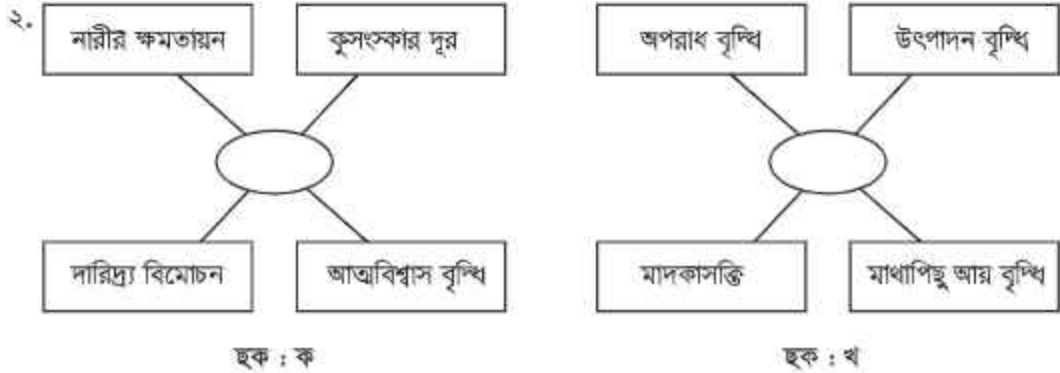 ২.
নারীর ক্ষমতায়ন
কুসংস্কার দূর
অপরাধ বৃদ্ধি
উৎপাদন বৃদ্ধি
দারিদ্র্য বিমোচন
আত্মবিশ্বাস বৃদ্ধি
মাদকাসক্তি
মাথাপিছু আয় বৃদ্ধি
ছক : ক
ছক : খ